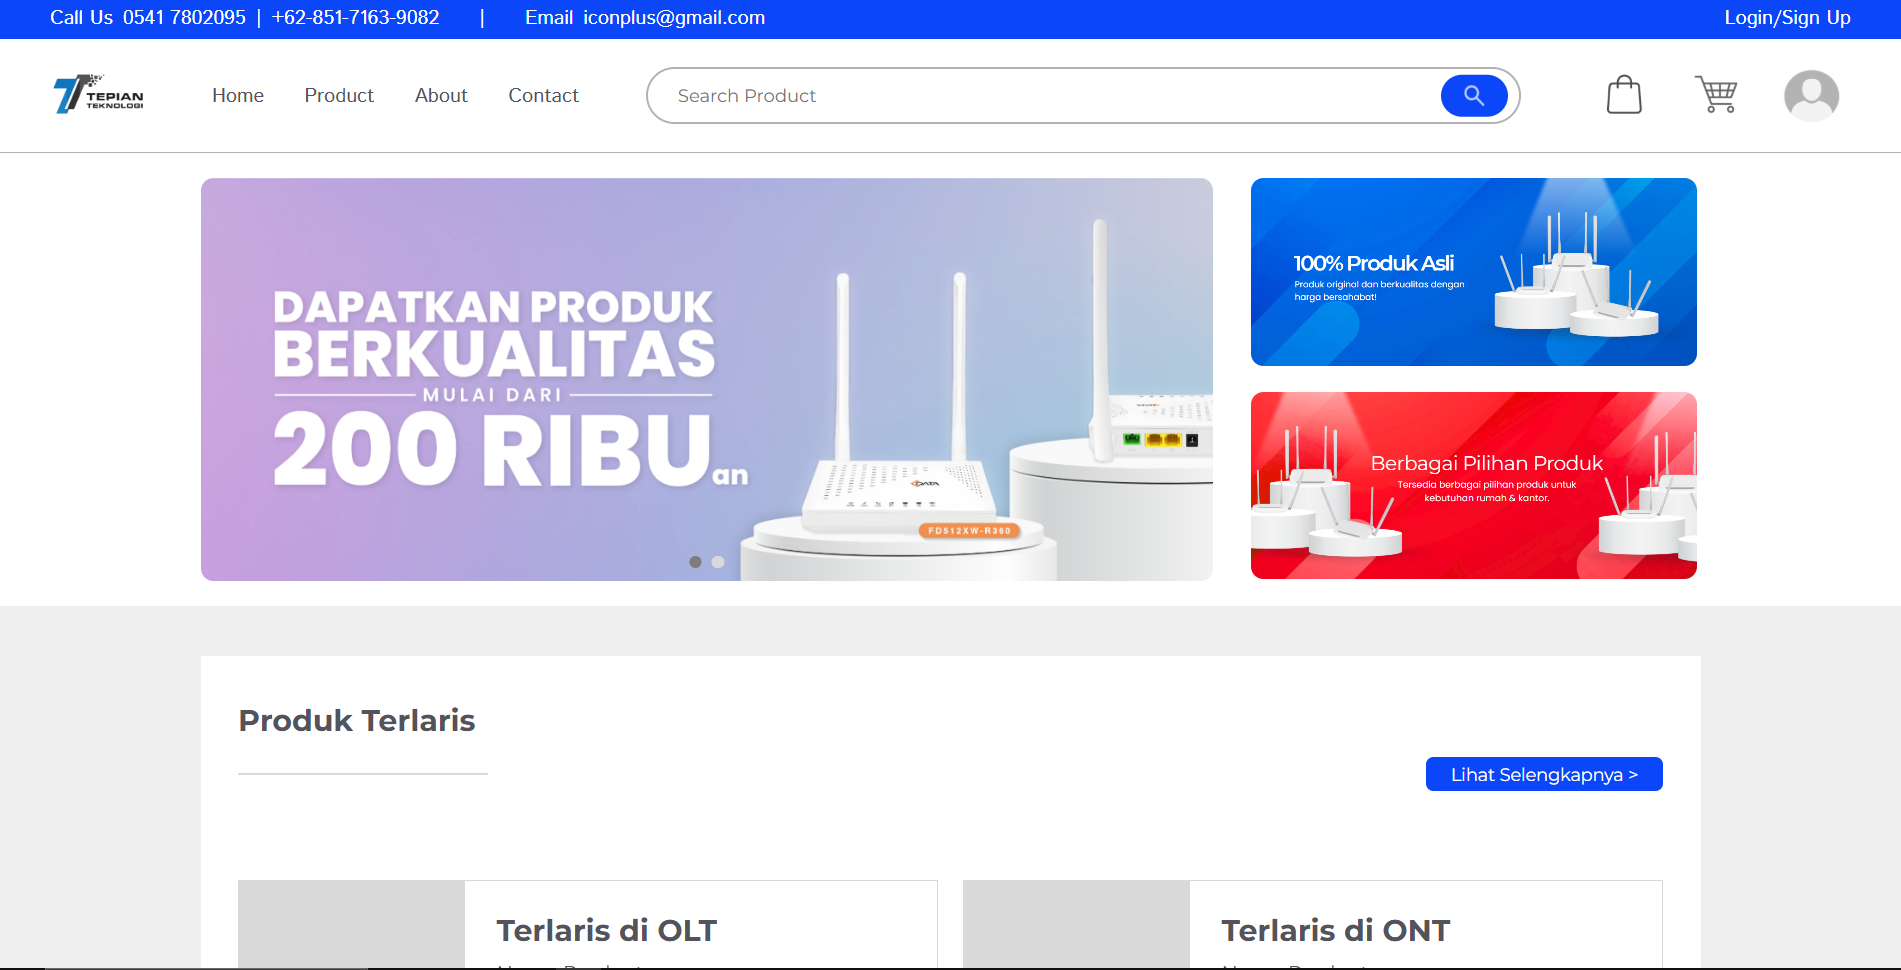 Call Us 0541 7802095 | +62-851-7163-9082 | Email iconplus@gmail.com Login/Sign Up
TEPIAN
TEKNOLOGI
Home Product About Contact Search Product
DAPATKAN PRODUK
BERKUALITAS
MULAI DARI
200 RIBUan
DATA
FD512XW-R360
100% Produk Asli
Produk original dan berkualitas dengan
harga bersahabat!
Berbagai Pilihan Produk
Tersedia berbagai pilihan produk untuk
kebutuhan rumah & kantor.
Produk Terlaris
Lihat Selengkapnya >
Terlaris di OLT
Terlaris di ONT